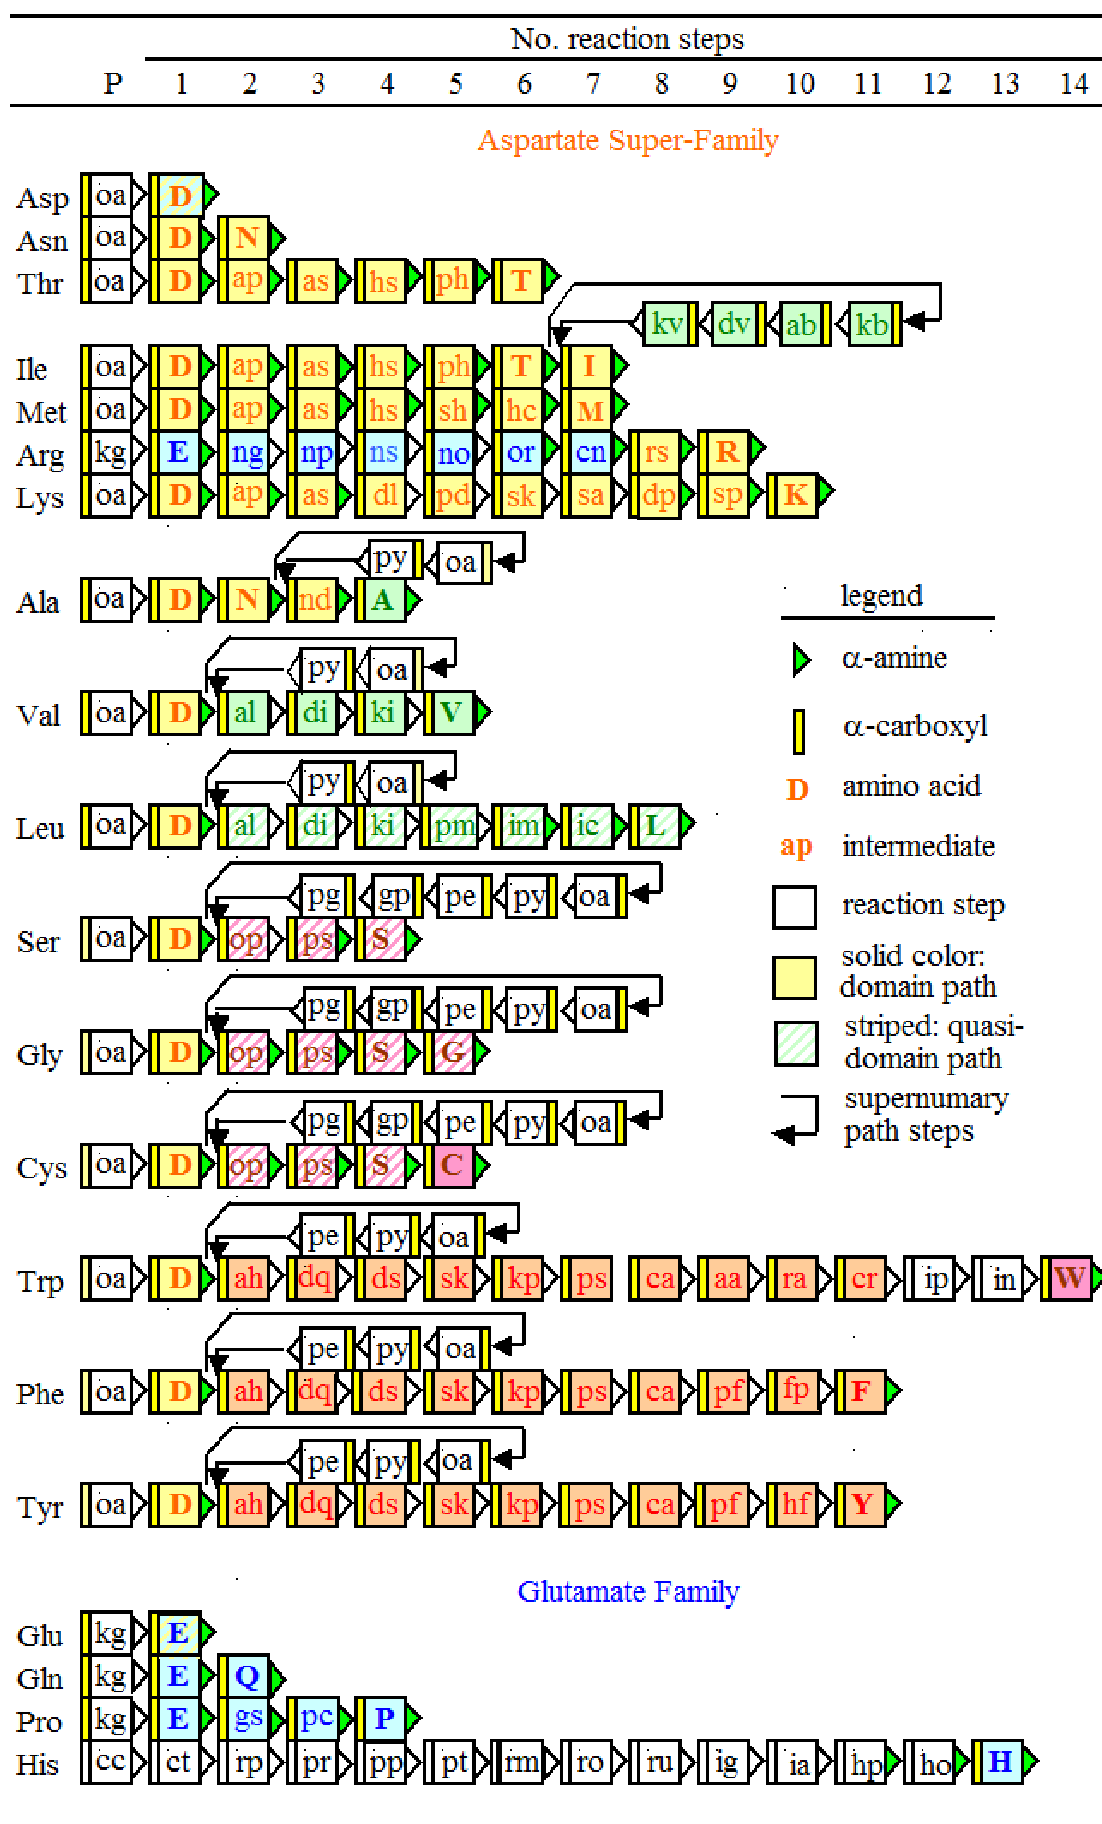 No. reaction steps
P 1 2 3 4 5 6 7 8 9 10 11 12 13 14
Aspartate Super-Family
Asp oa D
Asn oa D N
Thr oa D ap as hs ph T
kv dv ab kb
Ile oa D ap as hs ph T I
Met oa D ap as hs sh hc M
Arg kg E ng np ns no or cn rs R
Lys oa D ap as dl pd sk sa dp sp K
py oa
Ala oa D N nd A
legend
α-amine
py oa
Val oa D al di ki V
α-carboxyl
py oa
D amino acid
Leu oa D al di ki pm im ic L
ap intermediate
pg gp pe py oa
reaction step
Ser oa D op ps S
solid color:
domain path
pg gp pe py oa
striped: quasi-
domain path
Gly oa D op ps S G
pg gp pe py oa
supernumary
path steps
Cys oa D op ps S C
pe py oa
Trp oa D ah dq ds sk kp ps ca aa ra cr ip in W
pe py oa
Phe oa D ah dq ds sk kp ps ca pf fp F
pe py oa
Tyr oa D ah dq ds sk kp ps ca pf hf Y
Glutamate Family
Glu kg E
Gln kg E Q
Pro kg E gs pc P
His cc ct rp pr pp pt rm ro ru ig ia hp ho H